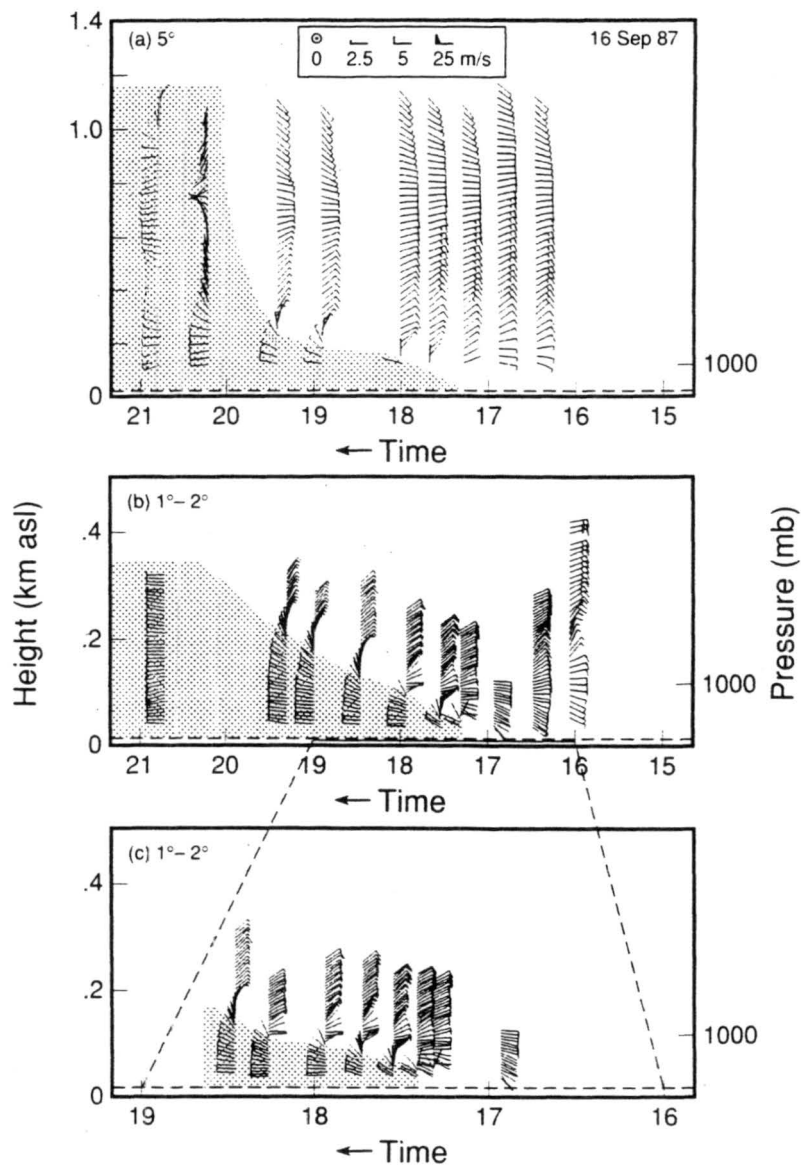 1.4
(a) 5°
0 2.5 5 25 m/s
16 Sep 87
1.0
0
1000
21 20 19 18 17 16 15
← Time
Height (km asl)
Pressure (mb)
(b) 1°– 2°
.4
.2
0
1000
21 20 19 18 17 16 15
← Time
(c) 1°– 2°
.4
.2
0
1000
19 18 17 16
← Time